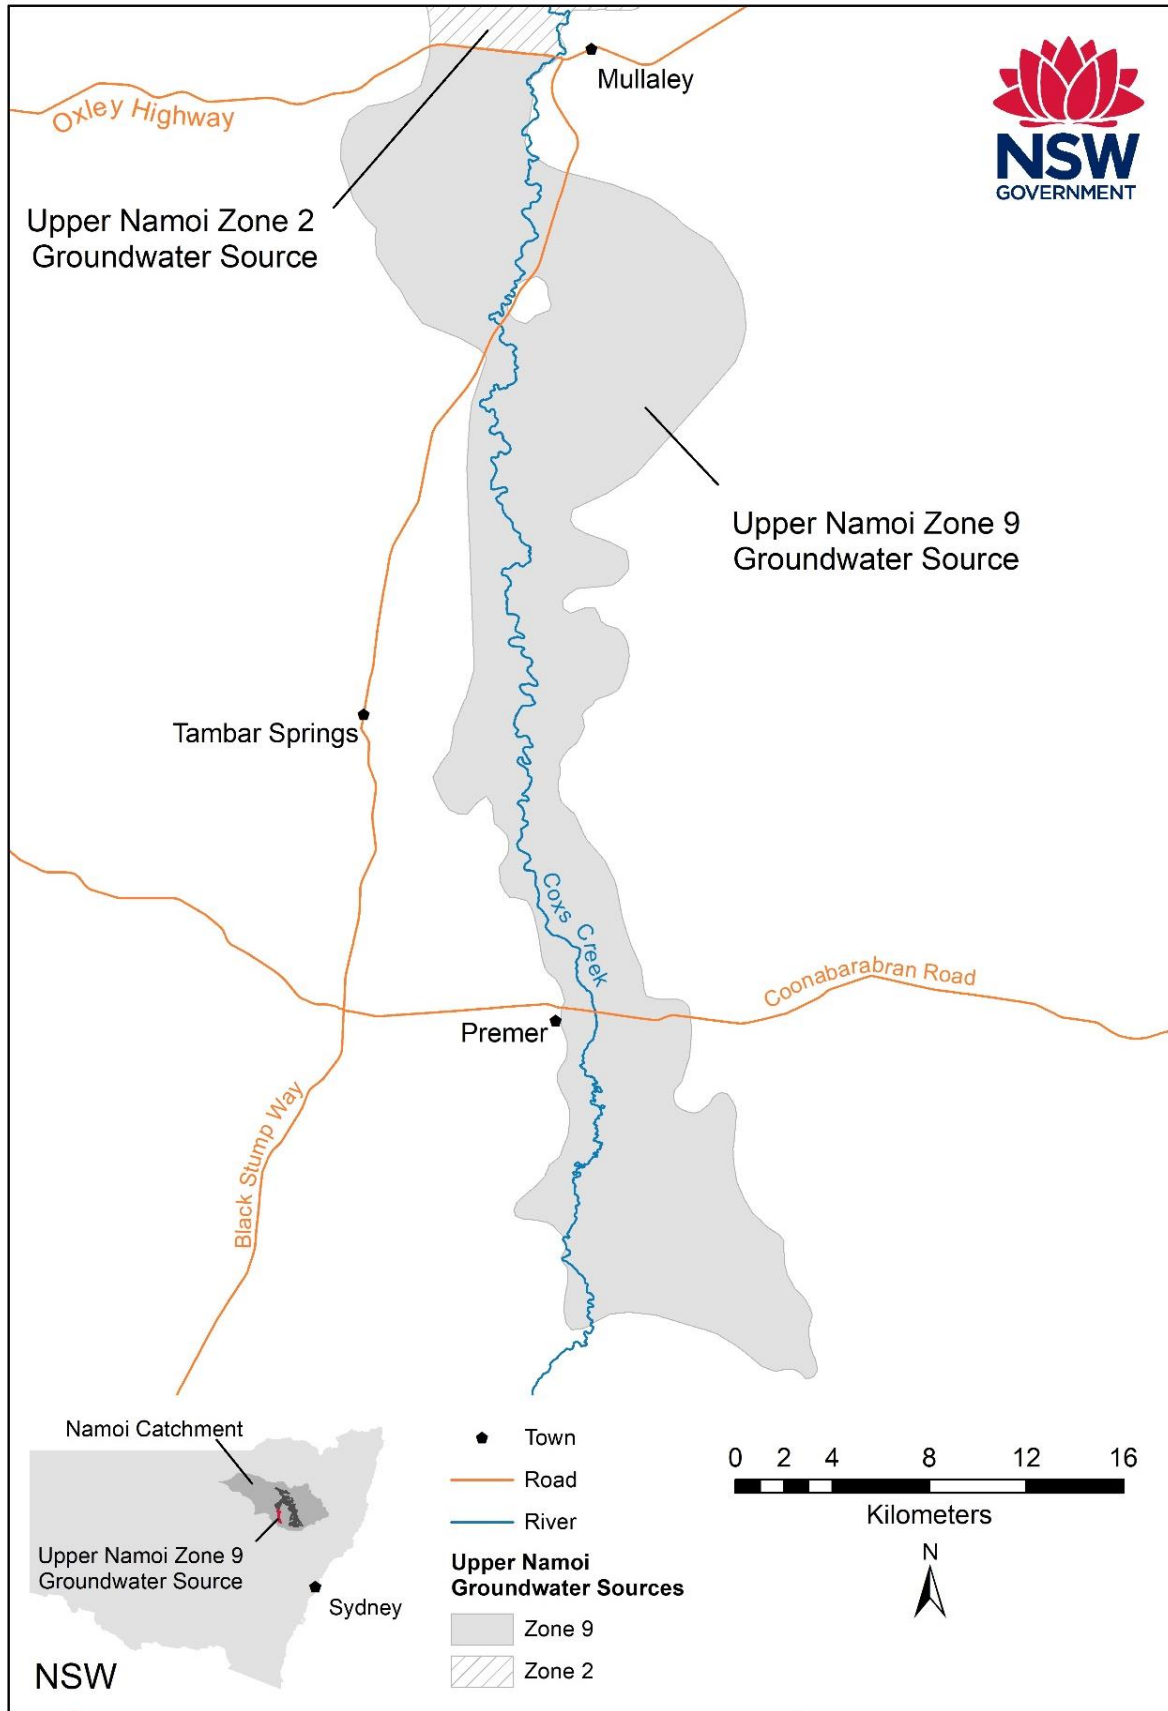 Mullaley
Oxley Highway
NSW
GOVERNMENT
Upper Namoi Zone 2
Groundwater Source
Upper Namoi Zone 9
Groundwater Source
Tambar Springs
Coxs Creek
Coonabarabran Road
Premer
Black Stump Way
Namoi Catchment
Upper Namoi Zone 9
Groundwater Source
Sydney
NSW
Town
Road
River
Upper Namoi
Groundwater Sources
Zone 9
Zone 2
0 2 4 8 12 16
Kilometers
N